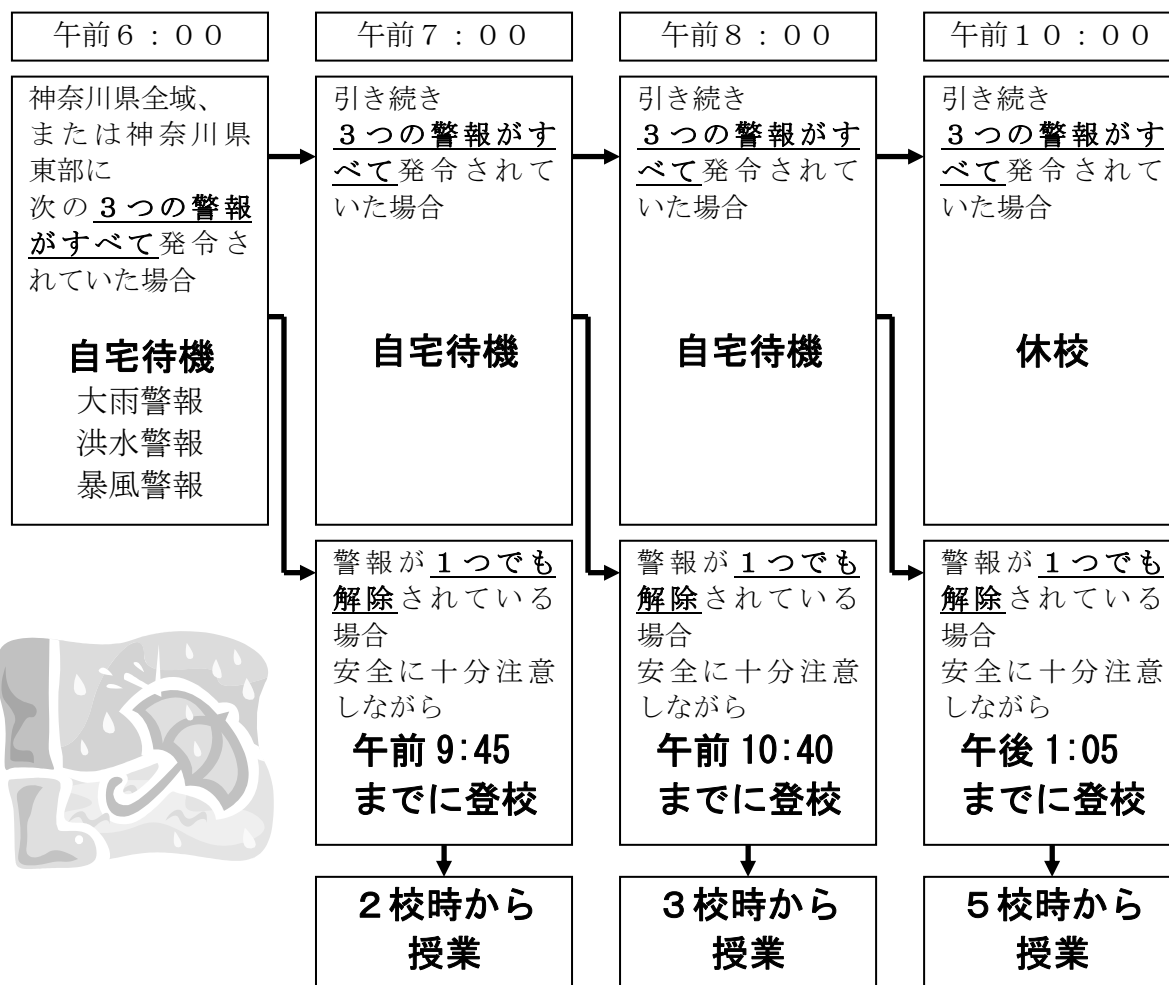 午前６：００
午前７：００
午前８：００
午前１０：００
神奈川県全域、
または神奈川県
東部に
次の３つの警報
がすべて発令さ
れていた場合
自宅待機
大雨警報
洪水警報
暴風警報
引き続き
３つの警報がす
べて発令されて
いた場合
自宅待機
引き続き
３つの警報がす
べて発令されて
いた場合
自宅待機
引き続き
３つの警報がす
べて発令されて
いた場合
休校
警報が１つでも
解除されている
場合
安全に十分注意
しながら
午前 9:45
までに登校
警報が１つでも
解除されている
場合
安全に十分注意
しながら
午前 10:40
までに登校
警報が１つでも
解除されている
場合
安全に十分注意
しながら
午後 1:05
までに登校
２校時から
授業
３校時から
授業
５校時から
授業